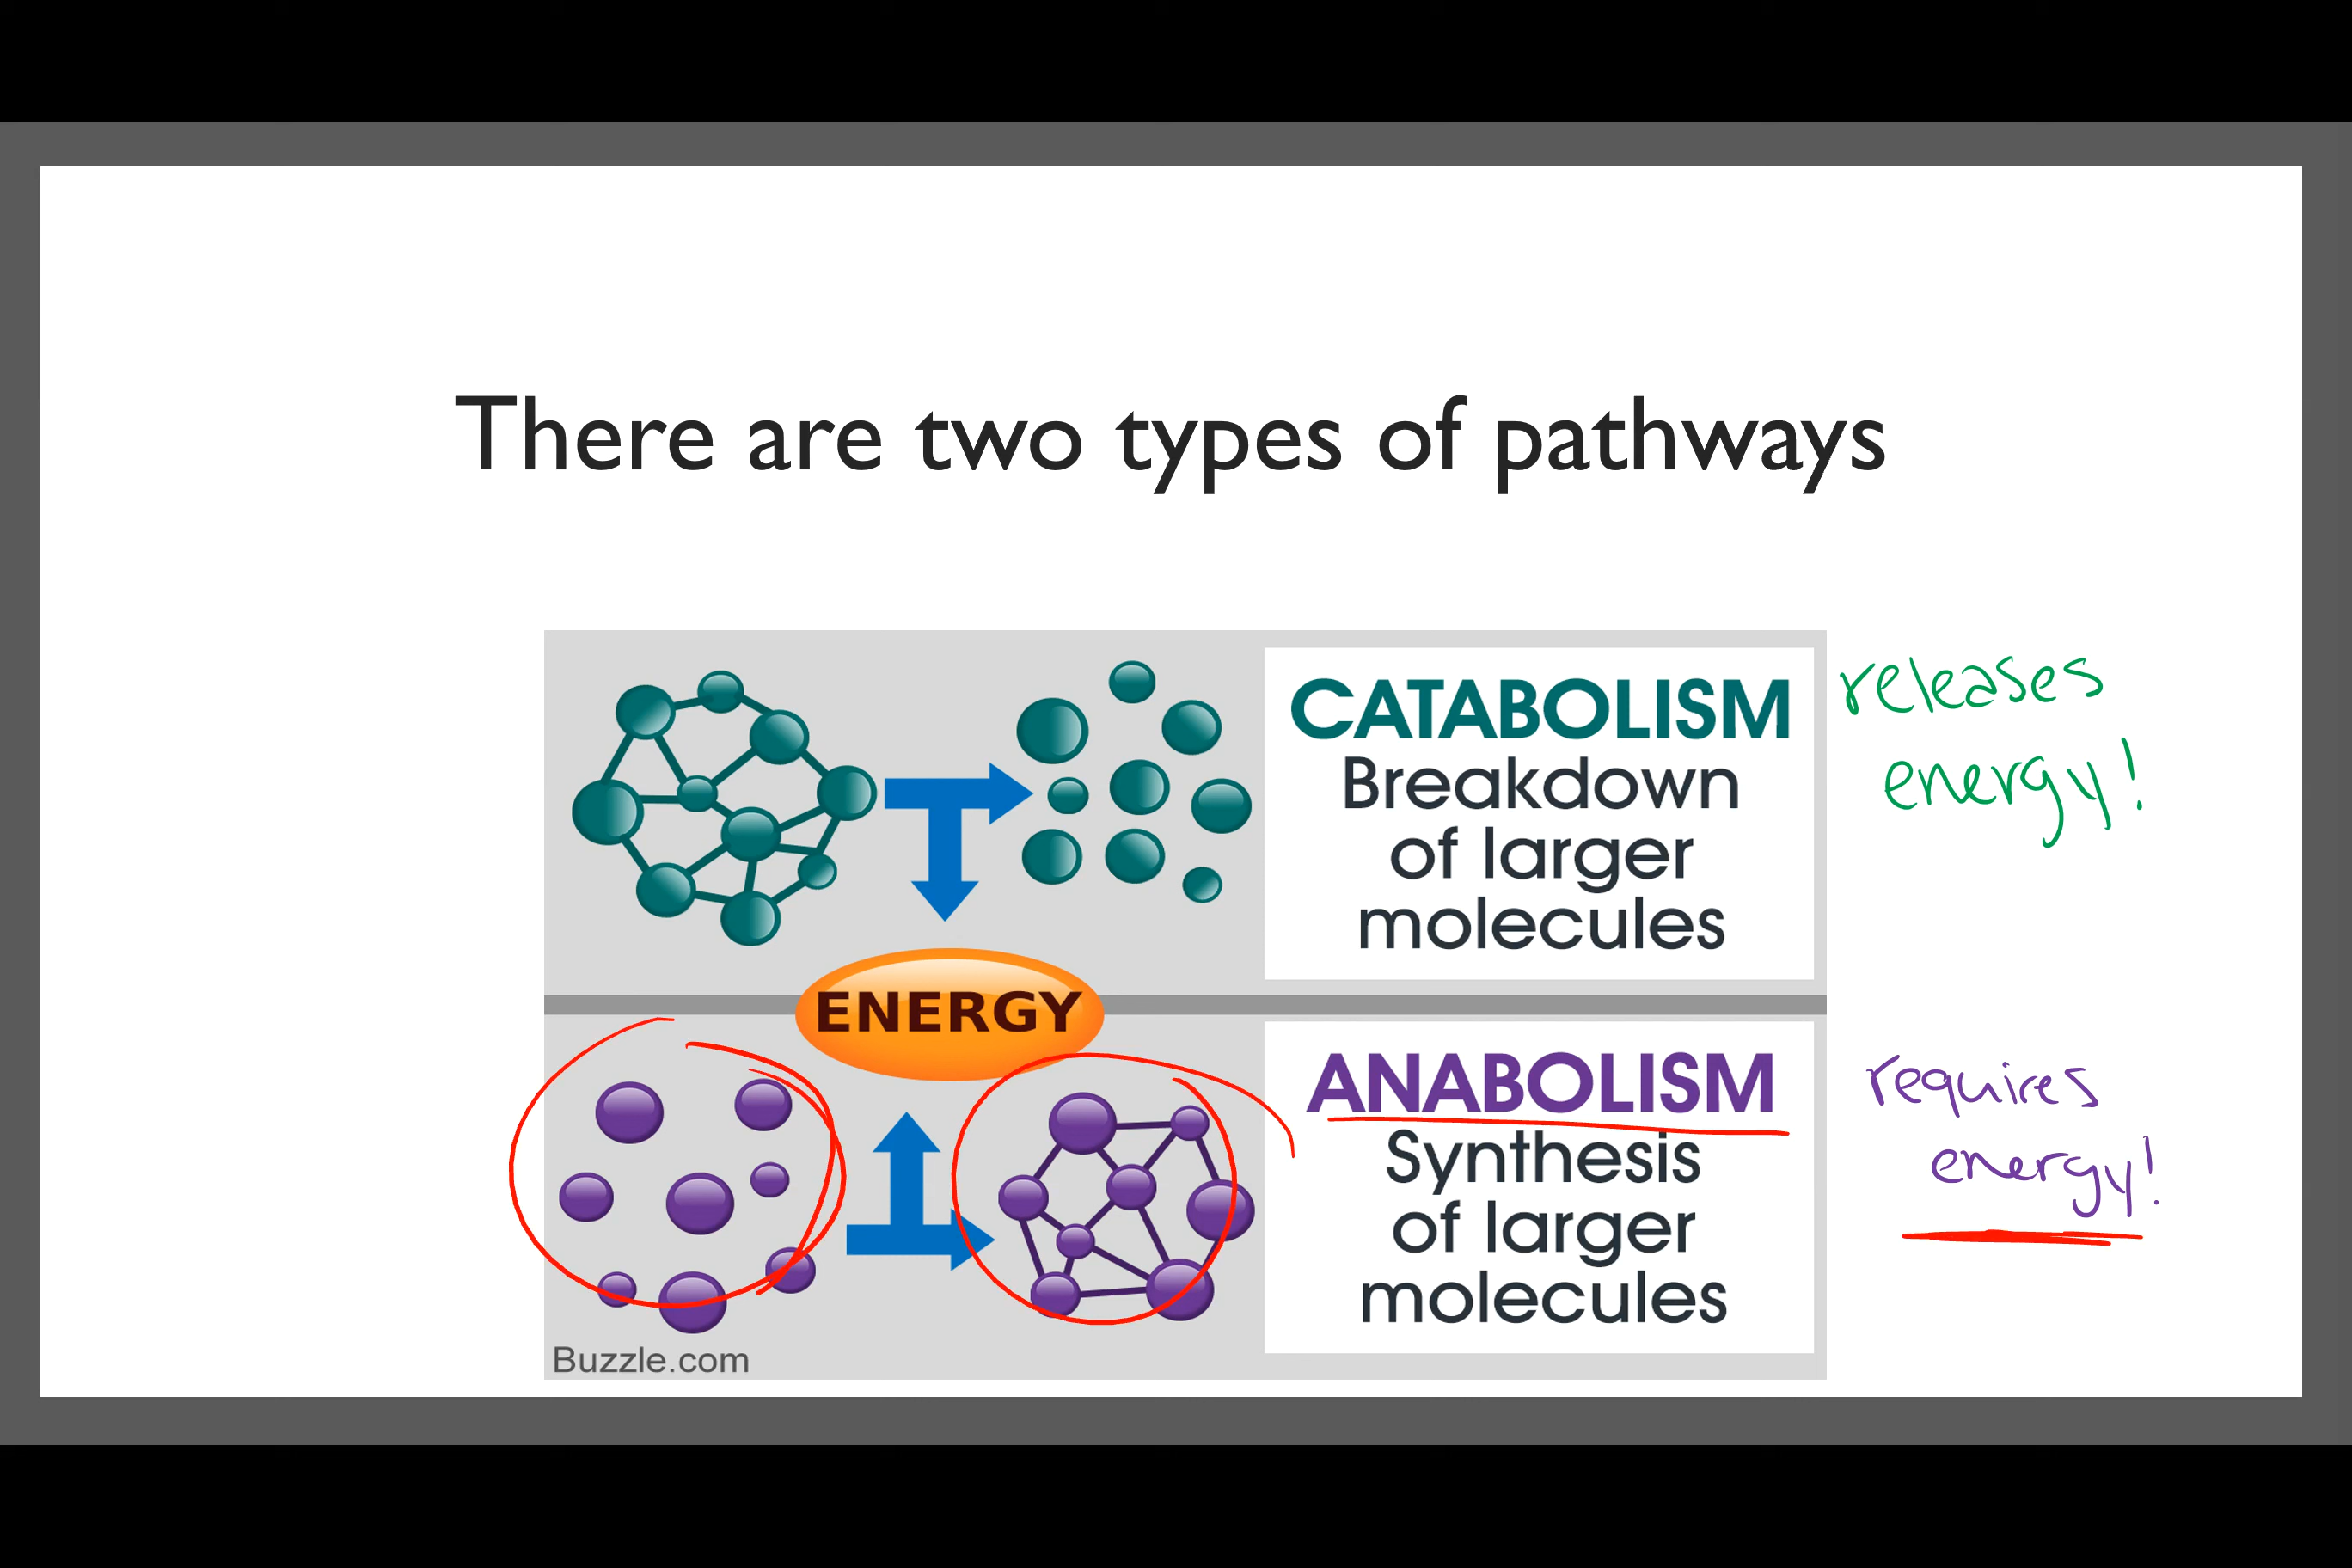 There are two types of pathways
CATABOLISM
Breakdown
of larger
molecules
releases
energy!
ENERGY
ANABOLISM
Synthesis
of larger
molecules
requires
energy!
Buzzle.com